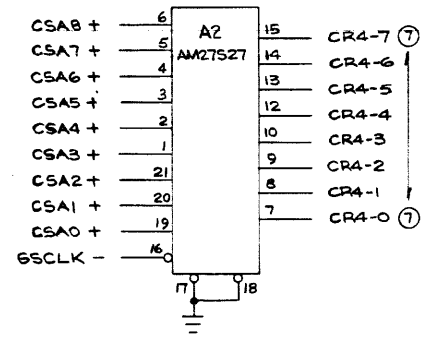 CSA8 + 6 A2 15 CR4-7 7
CSA7 + 5 AM27S27 14 CR4-6
CSA6 + 4 13 CR4-5
CSA5 + 3 12 CR4-4
CSA4 + 2 10 CR4-3
CSA3 + 1 9 CR4-2
CSA2 + 21 8 CR4-1
CSA1 + 20 7 CR4-0 7
CSA0 + 19
GSCLK - 16
17 18